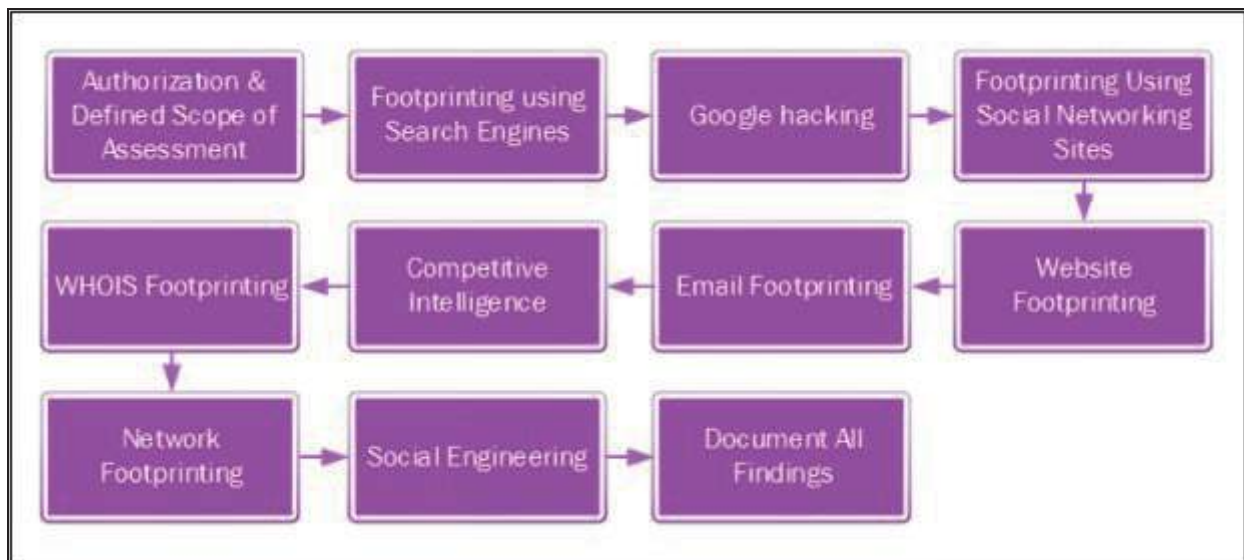 Authorization &
Defined Scope of
Assessment
Footprinting using
Search Engines
Google hacking
Footprinting Using
Social Networking
Sites
Website
Footprinting
Email Footprinting
Competitive
Intelligence
WHOIS Footprinting
Network
Footprinting
Social Engineering
Document All
Findings